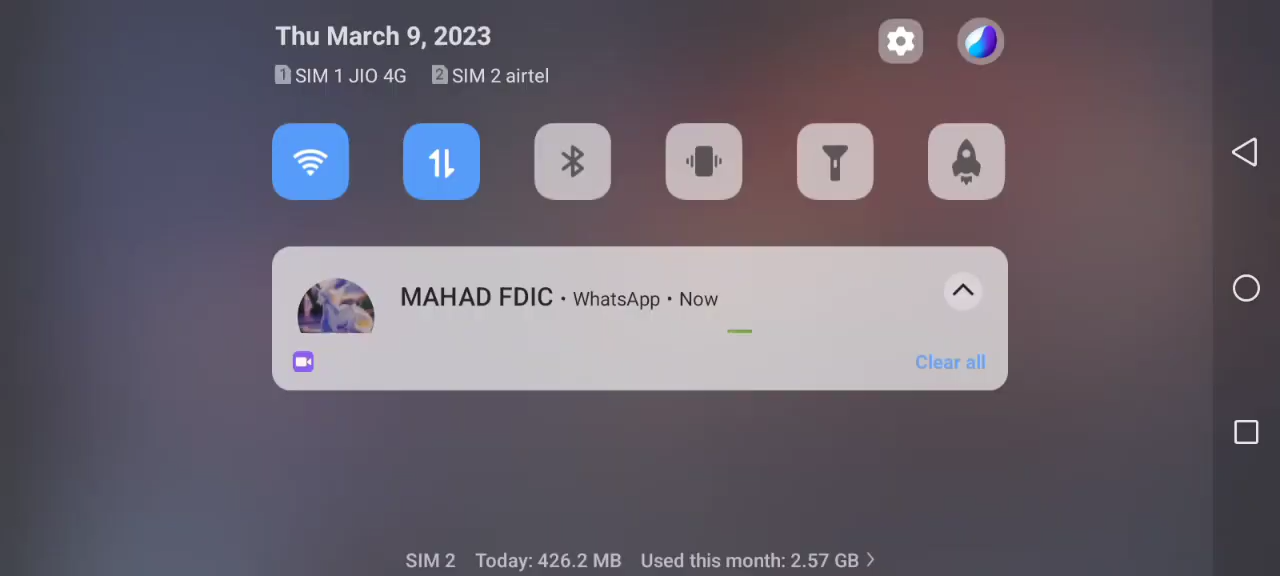 Thu March 9, 2023
1 SIM 1 JIO 4G 2 SIM 2 airtel
MAHAD FDIC • WhatsApp • Now
Clear all
SIM 2 Today: 426.2 MB Used this month: 2.57 GB >